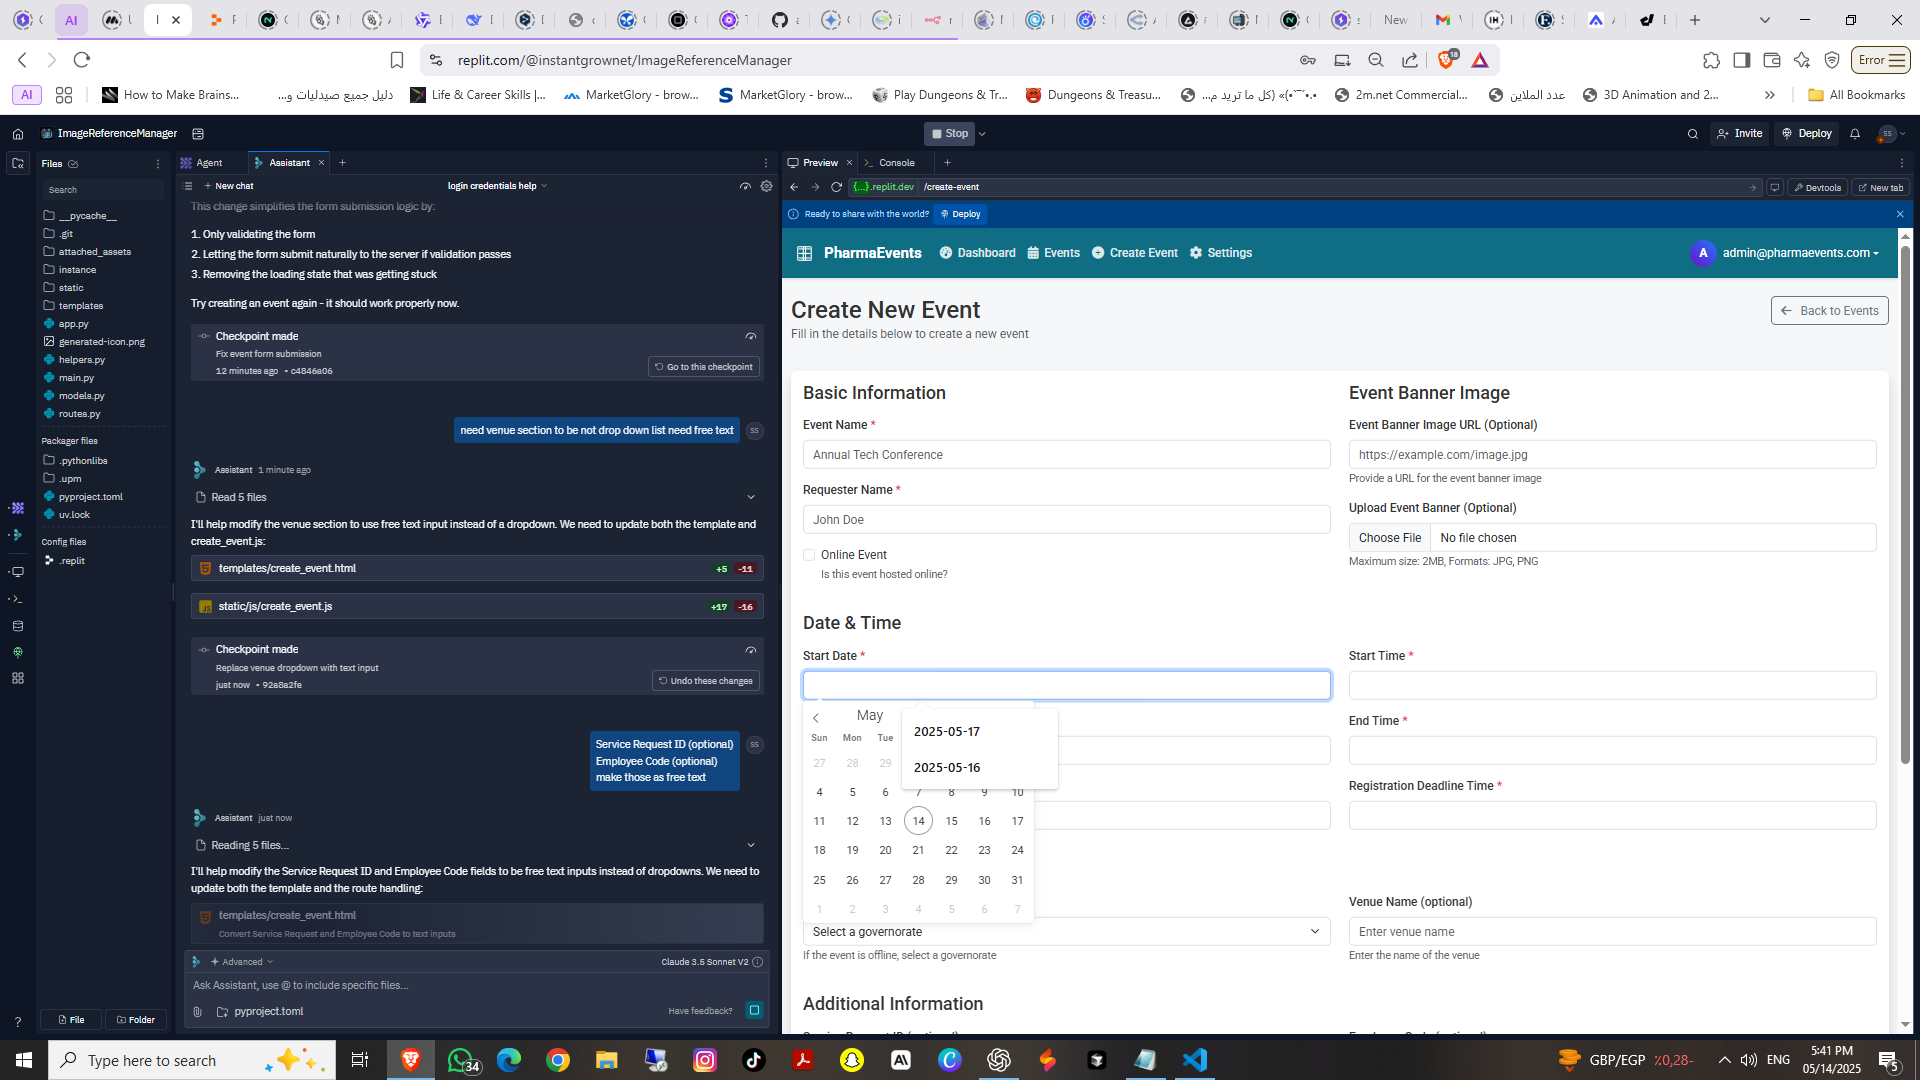 replit.com/@instantgrownet/ImageReferenceManager
New
Error
AI
How to Make Brains...
دليل جميع صيدليات و...
Life & Career Skills |...
MarketGlory - brow...
MarketGlory - brow...
Play Dungeons & Tr...
Dungeons & Treasu...
2m.net Commercial...
عدد الملاين
3D Animation and 2...
All Bookmarks
ImageReferenceManager
Stop
Invite
Deploy
SS
Files
Search
__pycache__
.git
attached_assets
instance
static
templates
app.py
generated-icon.png
helpers.py
main.py
models.py
routes.py
Packager files
.pythonlibs
.upm
pyproject.toml
uv.lock
Config files
.replit
File
Folder
Agent
Assistant
New chat
login credentials help
This change simplifies the form submission logic by:
1. Only validating the form
2. Letting the form submit naturally to the server if validation passes
3. Removing the loading state that was getting stuck
Try creating an event again - it should work properly now.
Checkpoint made
Fix event form submission
12 minutes ago • c4846a06
Go to this checkpoint
need venue section to be not drop down list need free text
SS
Assistant 1 minute ago
Read 5 files
I'll help modify the venue section to use free text input instead of a dropdown. We need to update both the template and
create_event.js:
templates/create_event.html +5 -11
static/js/create_event.js +17 -16
Checkpoint made
Replace venue dropdown with text input
just now • 92a8a2fe
Undo these changes
Service Request ID (optional)
Employee Code (optional)
make those as free text
SS
Assistant just now
Reading 5 files...
I'll help modify the Service Request ID and Employee Code fields to be free text inputs instead of dropdowns. We need to
update both the template and the route handling:
templates/create_event.html
Convert Service Request and Employee Code to text inputs
Advanced
Claude 3.5 Sonnet V2
Ask Assistant, use @ to include specific files...
pyproject.toml
Have feedback?
Preview
Console
{...}.replit.dev /create-event
Devtools
New tab
Ready to share with the world? Deploy
PharmaEvents
Dashboard
Events
Create Event
Settings
A
admin@pharmaevents.com
Create New Event
Fill in the details below to create a new event
Back to Events
Basic Information
Event Name *
Annual Tech Conference
Requester Name *
John Doe
Online Event
Is this event hosted online?
Event Banner Image
Event Banner Image URL (Optional)
https://example.com/image.jpg
Provide a URL for the event banner image
Upload Event Banner (Optional)
Choose File No file chosen
Maximum size: 2MB, Formats: JPG, PNG
Date & Time
Start Date *
Start Time *
End Time *
Registration Deadline Time *
May
2025-05-17
2025-05-16
Sun Mon Tue
27 28 29
4 5 6 7 8 9 10
11 12 13 14 15 16 17
18 19 20 21 22 23 24
25 26 27 28 29 30 31
1 2 3 4 5 6 7
Select a governorate
If the event is offline, select a governorate
Venue Name (optional)
Enter venue name
Enter the name of the venue
Additional Information
Type here to search
34
GBP/EGP
٪0,28-
ENG
5:41 PM
05/14/2025
5